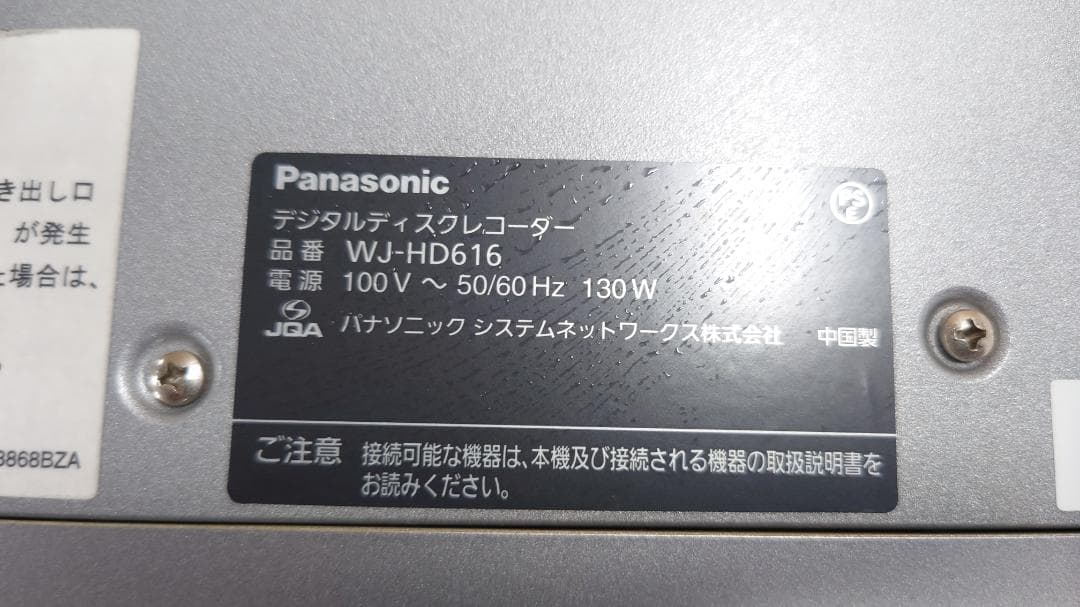 き出し口
が発生
た場合は、
3868BZA
Panasonic
デジタルディスクレコーダー
品番 WJ-HD616
電源 100V ～ 50/60Hz 130W
JQA パナソニック システムネットワークス株式会社 中国製
ご注意 接続可能な機器は、本機及び接続される機器の取扱説明書を
お読みください。